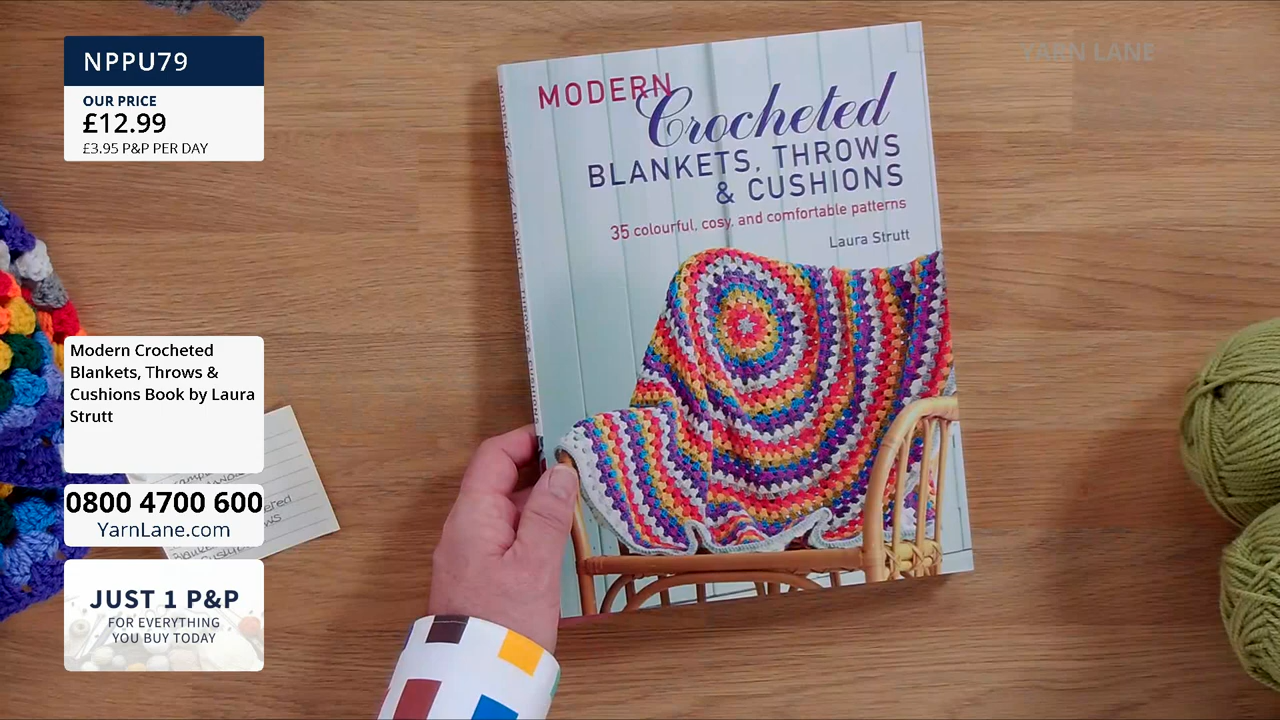 NPPU79
OUR PRICE
£12.99
£3.95 P&P PER DAY
YARN LANE
MODERN
Crocheted
BLANKETS, THROWS
& CUSHIONS
35 colourful, cosy, and comfortable patterns
Laura Strutt
Modern Crocheted
Blankets, Throws &
Cushions Book by Laura
Strutt
0800 4700 600
YarnLane.com
JUST 1 P&P
FOR EVERYTHING
YOU BUY TODAY